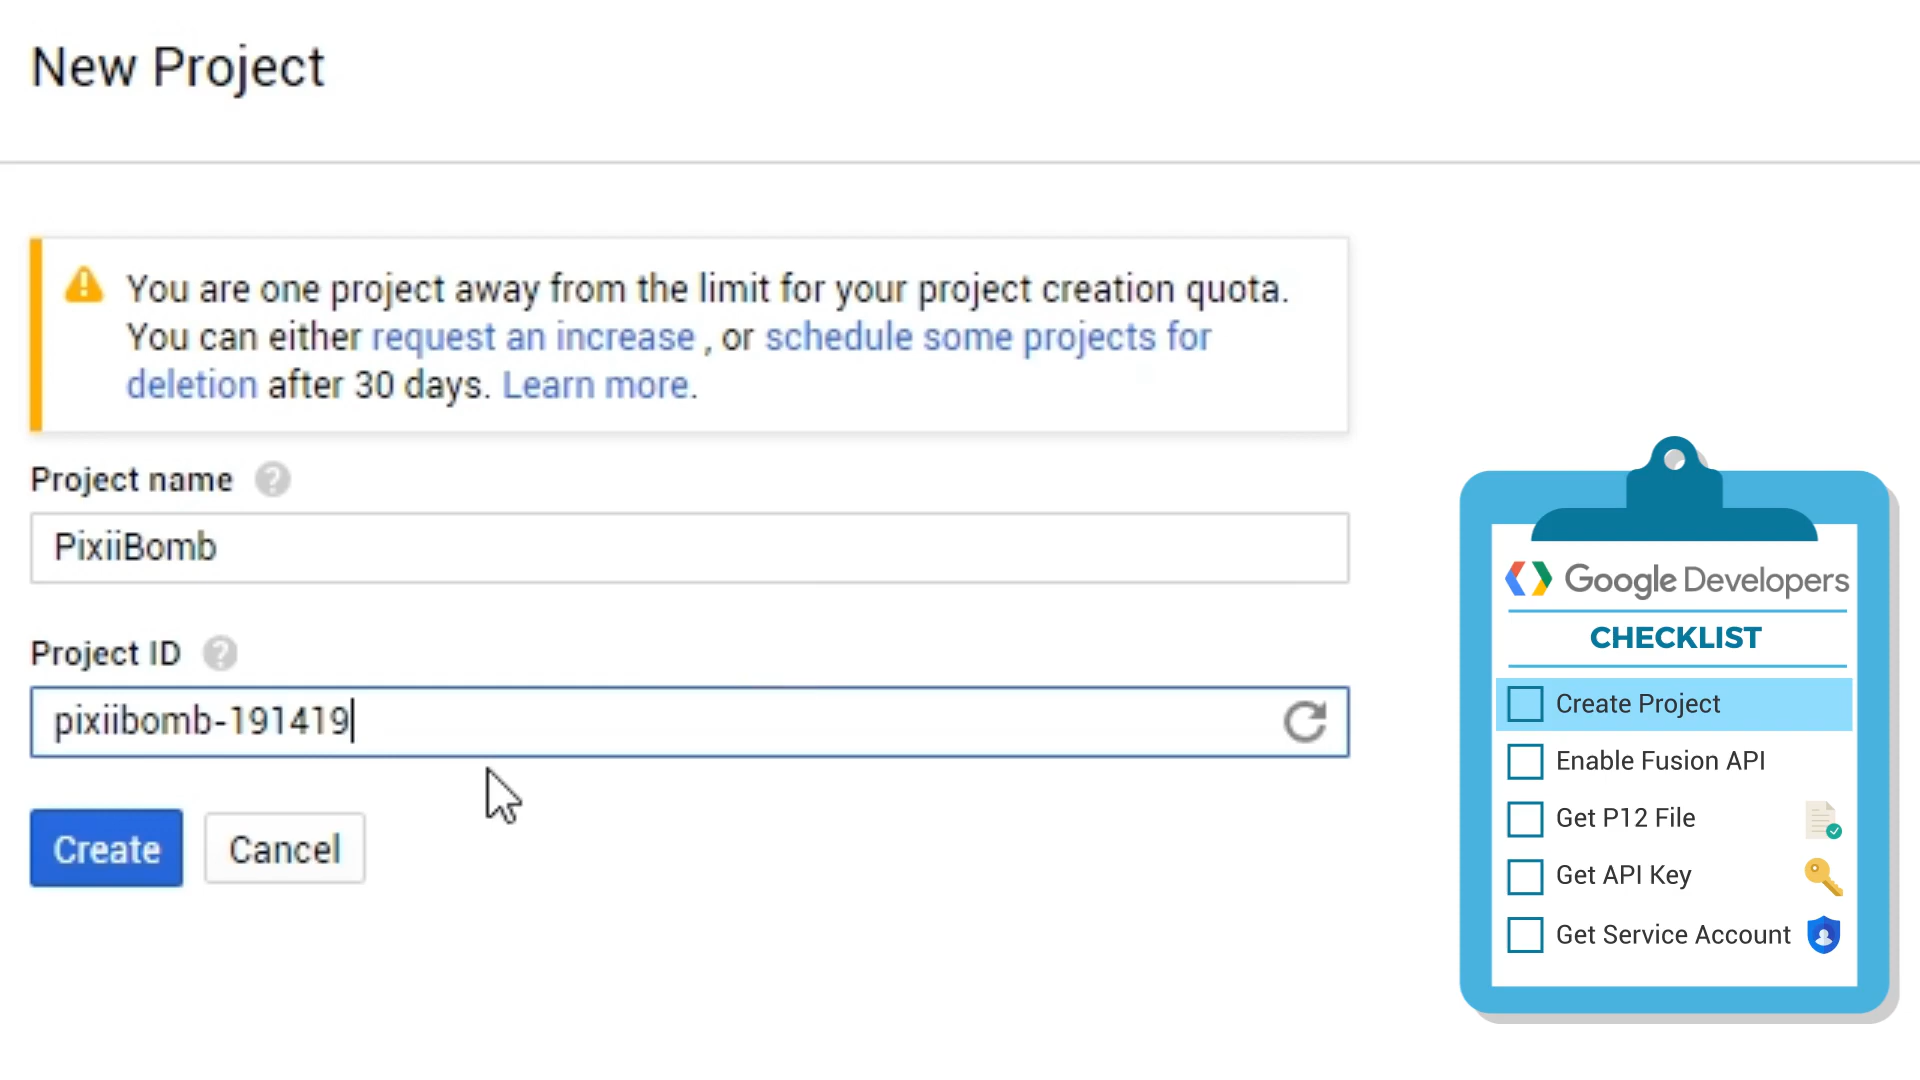 New Project
You are one project away from the limit for your project creation quota.
You can either request an increase , or schedule some projects for
deletion after 30 days. Learn more.
Project name
PixiiBomb
Project ID
pixiibomb-191419
Create
Cancel
Google Developers
CHECKLIST
Create Project
Enable Fusion API
Get P12 File
Get API Key
Get Service Account